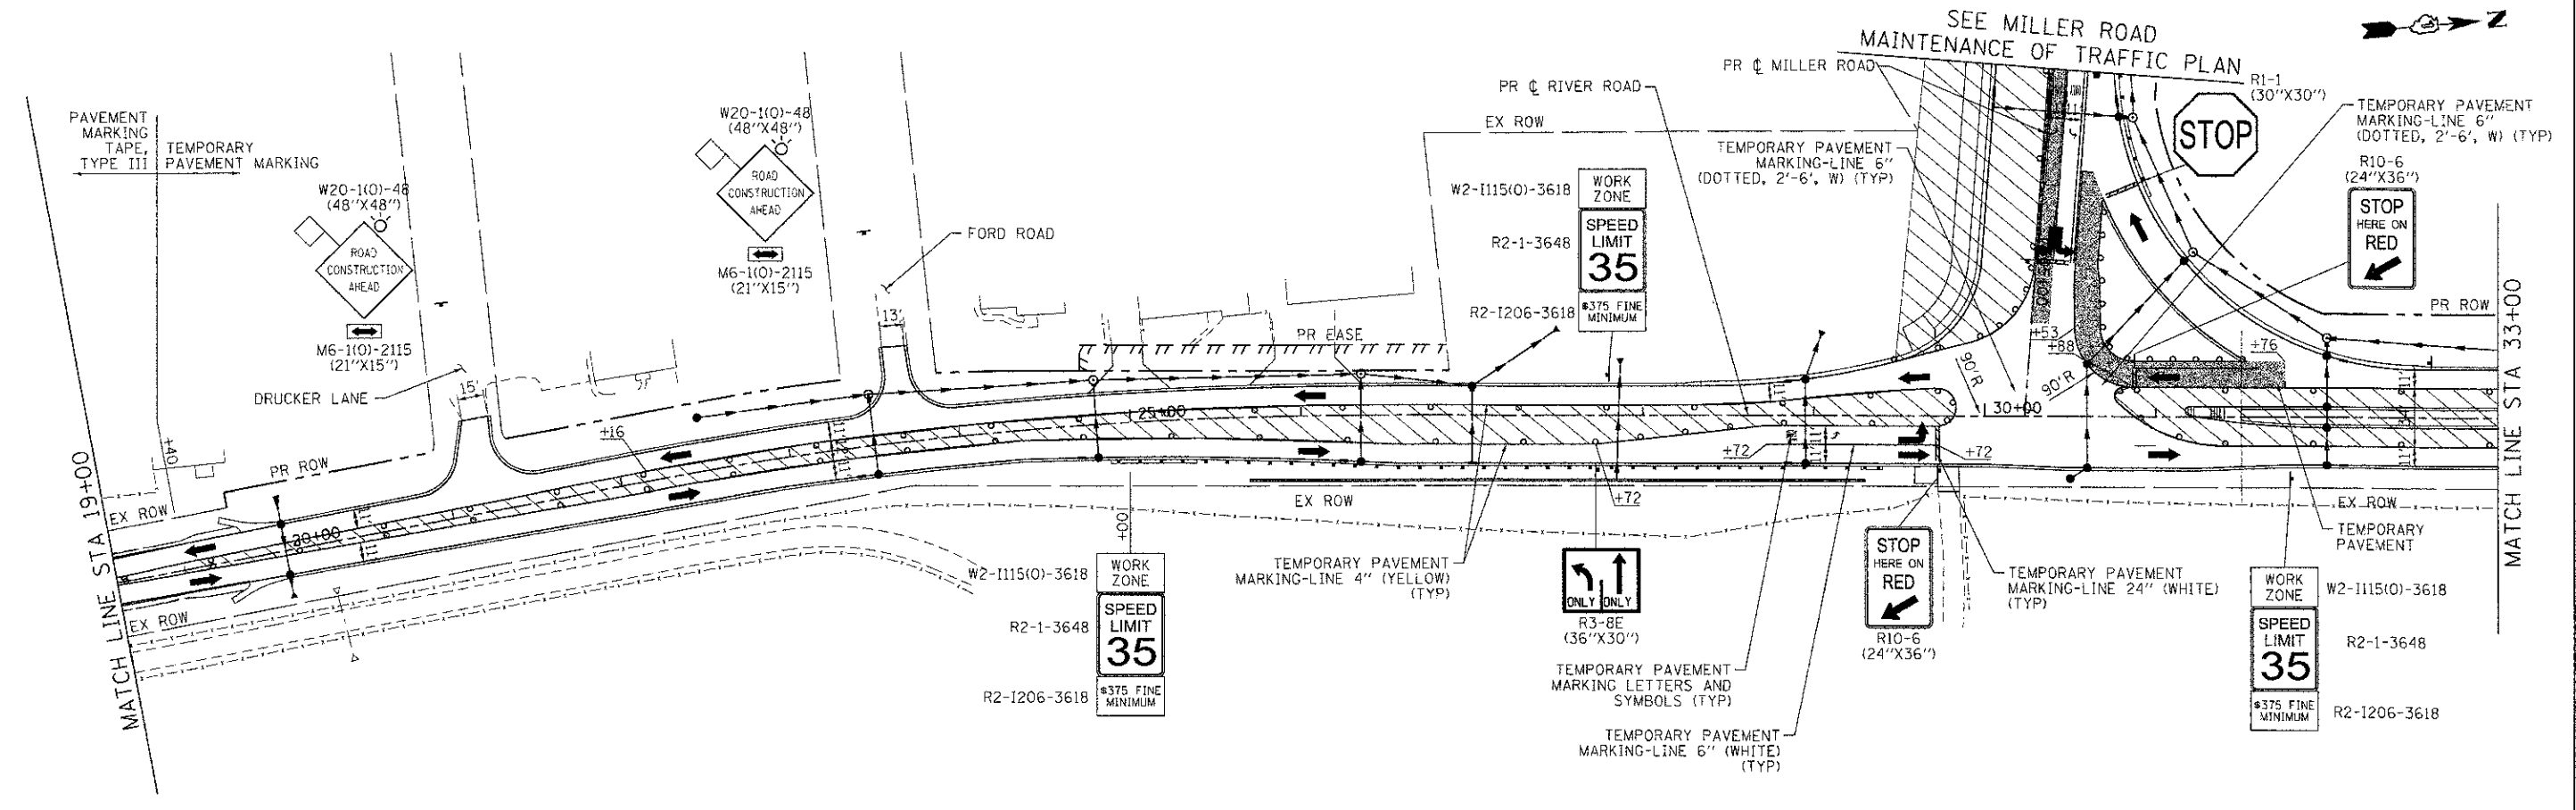 SEE MILLER ROAD
MAINTENANCE OF TRAFFIC PLAN
N
PAVEMENT
MARKING
TAPE,
TYPE III
TEMPORARY
PAVEMENT MARKING
W20-1(O)-48
(48"X48")
ROAD
CONSTRUCTION
AHEAD
M6-1(O)-2115
(21"X15")
DRUCKER LANE
15'
W20-1(O)-48
(48"X48")
ROAD
CONSTRUCTION
AHEAD
M6-1(O)-2115
(21"X15")
FORD ROAD
13'
PR ℄ RIVER ROAD
PR ℄ MILLER ROAD
EX ROW
TEMPORARY PAVEMENT
MARKING-LINE 6"
(DOTTED, 2'-6', W) (TYP)
W2-I115(O)-3618
WORK
ZONE
R2-1-3648
SPEED
LIMIT
35
R2-I206-3618
$375 FINE
MINIMUM
R1-1
(30"X30")
STOP
TEMPORARY PAVEMENT
MARKING-LINE 6"
(DOTTED, 2'-6', W) (TYP)
R10-6
(24"X36")
STOP
HERE ON
RED
PR ROW
PR EASE
MATCH LINE STA 19+00
MATCH LINE STA 33+00
+40
PR ROW
EX ROW
20+00
11'
11'
EX ROW
+16
25+00
11'
11'
+001
EX ROW
+72
+72
11'
11'
+72
90'R
90'R
30+00
+53
+88
+76
11'
11'
EX ROW
TEMPORARY
PAVEMENT
W2-I115(O)-3618
WORK
ZONE
R2-1-3648
SPEED
LIMIT
35
R2-I206-3618
$375 FINE
MINIMUM
TEMPORARY PAVEMENT
MARKING-LINE 4" (YELLOW)
(TYP)
ONLY
ONLY
R3-8E
(36"X30")
TEMPORARY PAVEMENT
MARKING LETTERS AND
SYMBOLS (TYP)
TEMPORARY PAVEMENT
MARKING-LINE 6" (WHITE)
(TYP)
STOP
HERE ON
RED
R10-6
(24"X36")
TEMPORARY PAVEMENT
MARKING-LINE 24" (WHITE)
(TYP)
WORK
ZONE
W2-I115(O)-3618
SPEED
LIMIT
35
R2-1-3648
$375 FINE
MINIMUM
R2-I206-3618